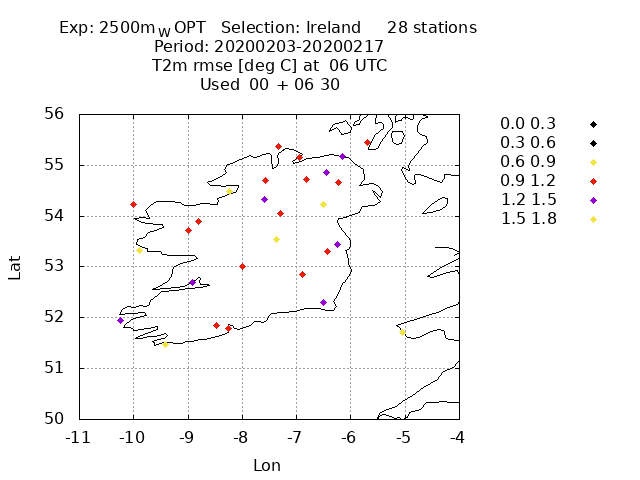 Exp: 2500mWOPT Selection: Ireland 28 stations
Period: 20200203-20200217
T2m rmse [deg C] at 06 UTC
Used 00 + 06 30
56
55
54
53
52
51
50
-11 -10 -9 -8 -7 -6 -5 -4
Lat
Lon
0.0 0.3
0.3 0.6
0.6 0.9
0.9 1.2
1.2 1.5
1.5 1.8